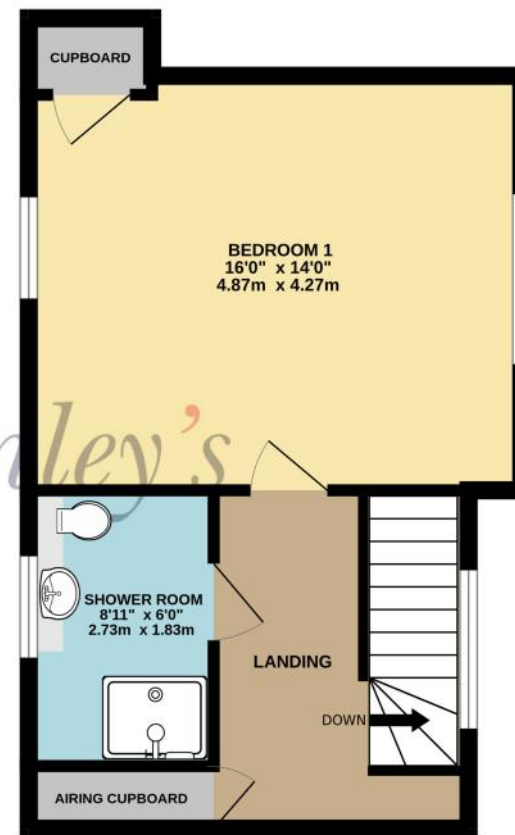 CUPBOARD
BEDROOM 1
16'0" x 14'0"
4.87m x 4.27m
SHOWER ROOM
8'11" x 6'0"
2.73m x 1.83m
LANDING
DOWN
AIRING CUPBOARD